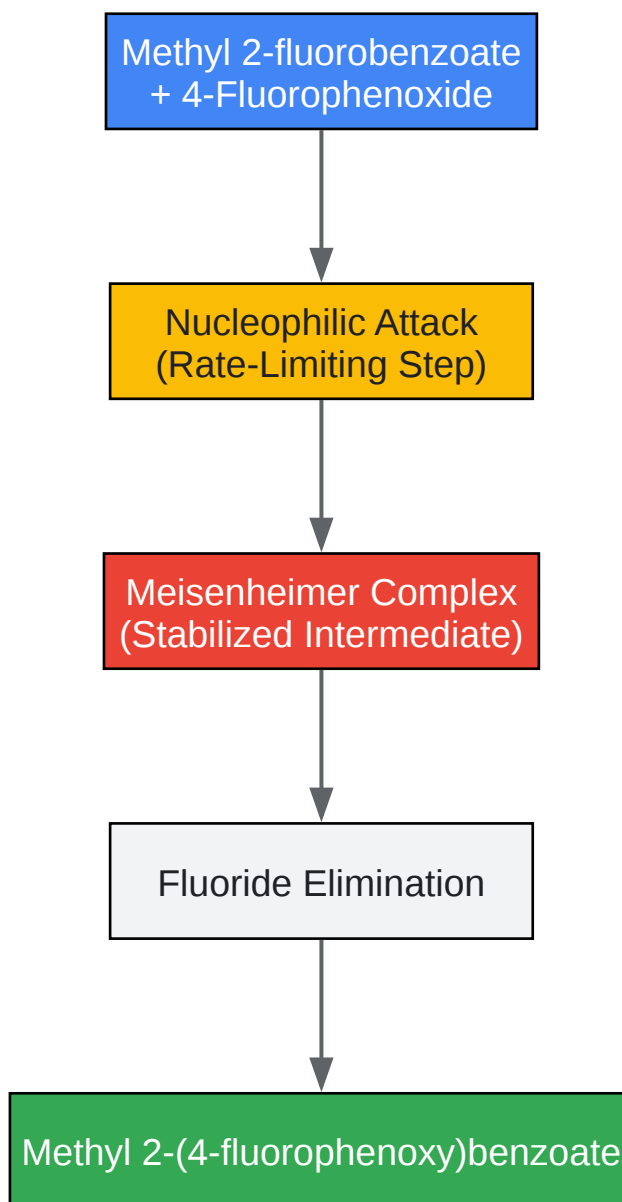 Methyl 2-fluorobenzoate
+ 4-Fluorophenoxide
Nucleophilic Attack
(Rate-Limiting Step)
Meisenheimer Complex
(Stabilized Intermediate)
Fluoride Elimination
Methyl 2-(4-fluorophenoxy)benzoate